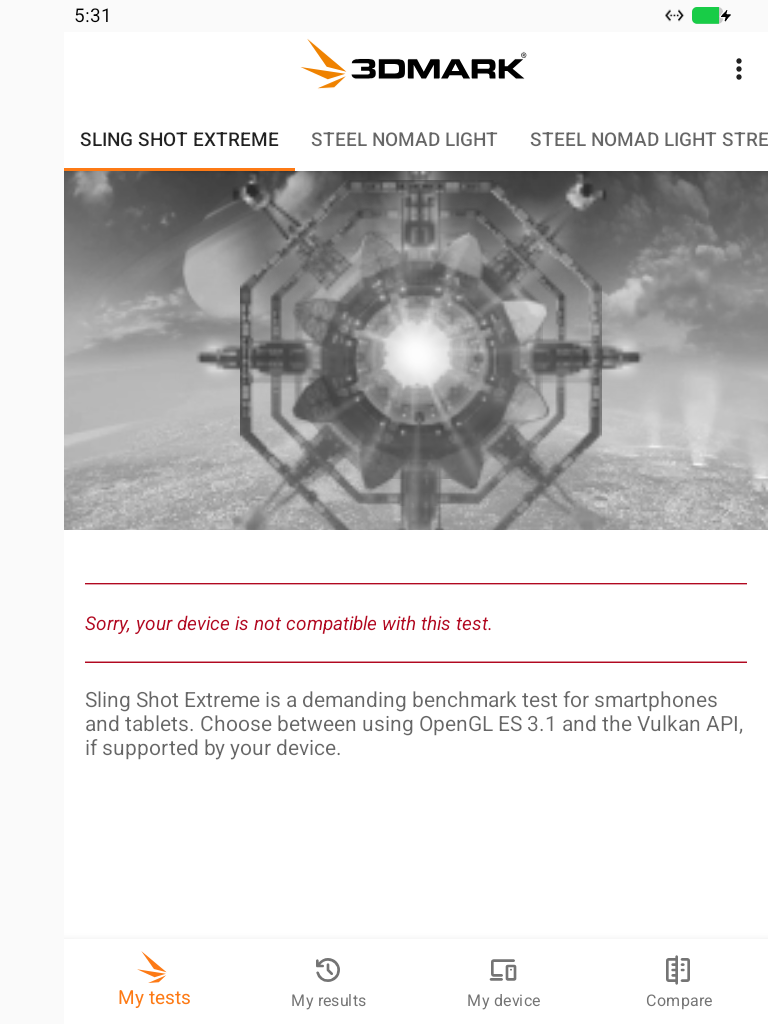 5:31
3DMARK®
SLING SHOT EXTREME
STEEL NOMAD LIGHT
STEEL NOMAD LIGHT STRE
Sorry, your device is not compatible with this test.
Sling Shot Extreme is a demanding benchmark test for smartphones
and tablets. Choose between using OpenGL ES 3.1 and the Vulkan API,
if supported by your device.
My tests
My results
My device
Compare